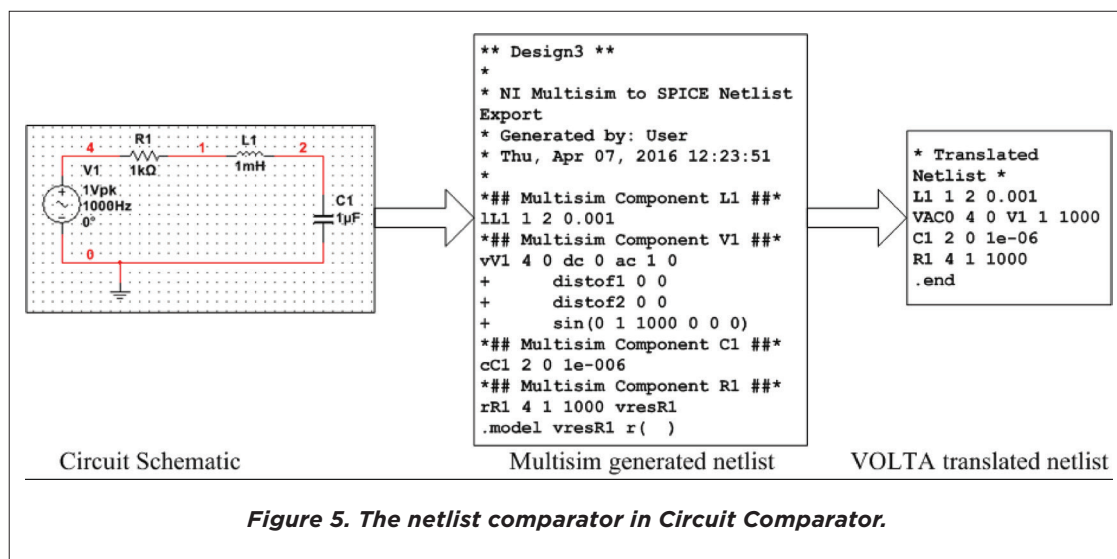 4
R1
1kΩ
1
L1
1mH
2
V1
1Vpk
1000Hz
0°
C1
1µF
0
Circuit Schematic
** Design3 **
*
* NI Multisim to SPICE Netlist
Export
* Generated by: User
* Thu, Apr 07, 2016 12:23:51
*
*## Multisim Component L1 ##*
lL1 1 2 0.001
*## Multisim Component V1 ##*
vV1 4 0 dc 0 ac 1 0
+ distof1 0 0
+ distof2 0 0
+ sin(0 1 1000 0 0 0)
*## Multisim Component C1 ##*
cC1 2 0 1e-006
*## Multisim Component R1 ##*
rR1 4 1 1000 vresR1
.model vresR1 r( )
Multisim generated netlist
* Translated
Netlist *
L1 1 2 0.001
VAC0 4 0 V1 1 1000
C1 2 0 1e-06
R1 4 1 1000
.end
VOLTA translated netlist
Figure 5. The netlist comparator in Circuit Comparator.